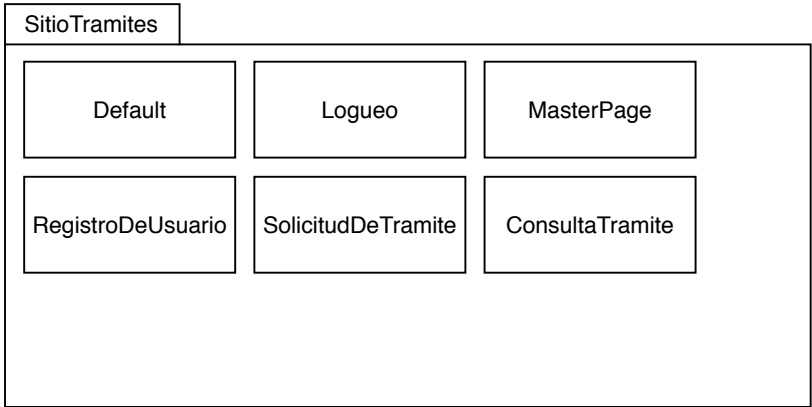 SitioTramites
Default
Logueo
MasterPage
RegistroDeUsuario
SolicitudDeTramite
ConsultaTramite